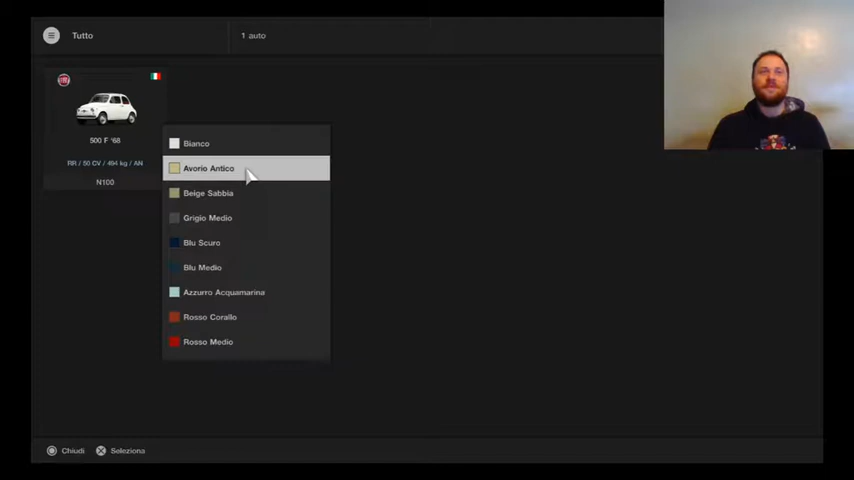 Tutto
1 auto
500 F '68
RR / 50 CV / 494 kg / AN
N100
Bianco
Avorio Antico
Beige Sabbia
Grigio Medio
Blu Scuro
Blu Medio
Azzurro Acquamarina
Rosso Corallo
Rosso Medio
Chiudi
Seleziona